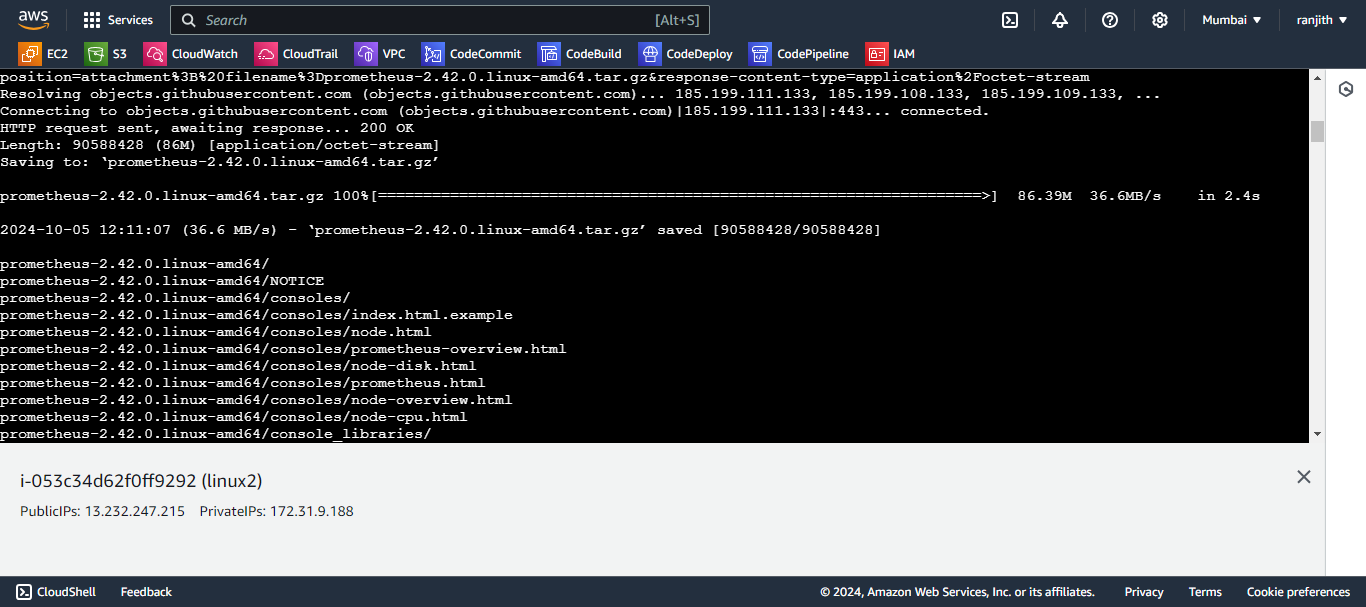 aws
Services
Search [Alt+S]
Mumbai ▼
ranjith ▼
EC2 S3 CloudWatch CloudTrail VPC CodeCommit CodeBuild CodeDeploy CodePipeline IAM
position=attachment%3B%20filename%3Dprometheus-2.42.0.linux-amd64.tar.gz&response-content-type=application%2Foctet-stream
Resolving objects.githubusercontent.com (objects.githubusercontent.com)... 185.199.111.133, 185.199.108.133, 185.199.109.133, ...
Connecting to objects.githubusercontent.com (objects.githubusercontent.com)|185.199.111.133|:443... connected.
HTTP request sent, awaiting response... 200 OK
Length: 90588428 (86M) [application/octet-stream]
Saving to: ‘prometheus-2.42.0.linux-amd64.tar.gz’
prometheus-2.42.0.linux-amd64.tar.gz 100%[===================================================================>] 86.39M 36.6MB/s in 2.4s
2024-10-05 12:11:07 (36.6 MB/s) - ‘prometheus-2.42.0.linux-amd64.tar.gz’ saved [90588428/90588428]
prometheus-2.42.0.linux-amd64/
prometheus-2.42.0.linux-amd64/NOTICE
prometheus-2.42.0.linux-amd64/consoles/
prometheus-2.42.0.linux-amd64/consoles/index.html.example
prometheus-2.42.0.linux-amd64/consoles/node.html
prometheus-2.42.0.linux-amd64/consoles/prometheus-overview.html
prometheus-2.42.0.linux-amd64/consoles/node-disk.html
prometheus-2.42.0.linux-amd64/consoles/prometheus.html
prometheus-2.42.0.linux-amd64/consoles/node-overview.html
prometheus-2.42.0.linux-amd64/consoles/node-cpu.html
prometheus-2.42.0.linux-amd64/console_libraries/
i-053c34d62f0ff9292 (linux2)
PublicIPs: 13.232.247.215 PrivateIPs: 172.31.9.188
CloudShell Feedback © 2024, Amazon Web Services, Inc. or its affiliates. Privacy Terms Cookie preferences